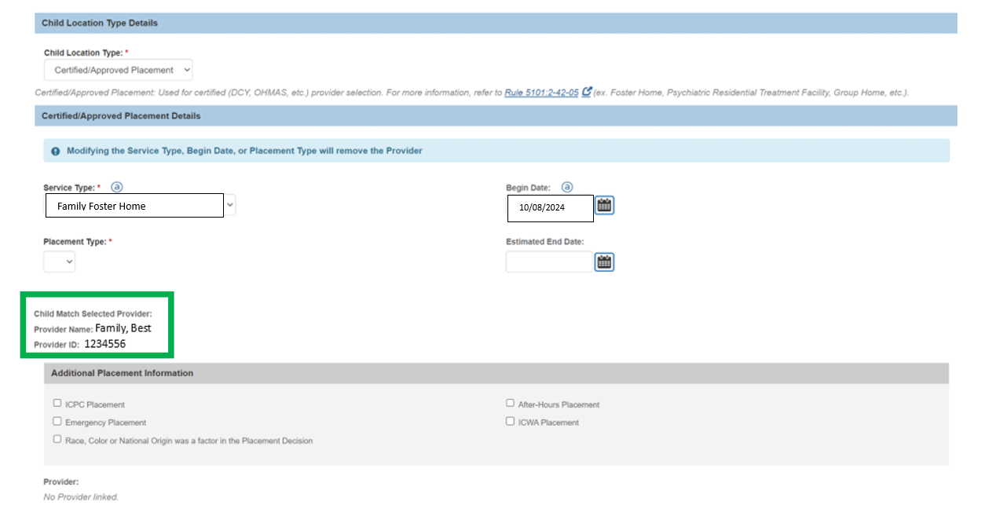 Child Location Type Details
Child Location Type: *
Certified/Approved Placement
Certified/Approved Placement: Used for certified (DCY, OHMAS, etc.) provider selection. For more information, refer to Rule 5101:2-42-05 (ex. Foster Home, Psychiatric Residential Treatment Facility, Group Home, etc.).
Certified/Approved Placement Details
Modifying the Service Type, Begin Date, or Placement Type will remove the Provider
Service Type: * a
Begin Date: a
Family Foster Home
10/08/2024
Placement Type: *
Estimated End Date:
Child Match Selected Provider:
Provider Name: Family, Best
Provider ID: 1234556
Additional Placement Information
ICPC Placement
After-Hours Placement
Emergency Placement
ICWA Placement
Race, Color or National Origin was a factor in the Placement Decision
Provider:
No Provider linked.